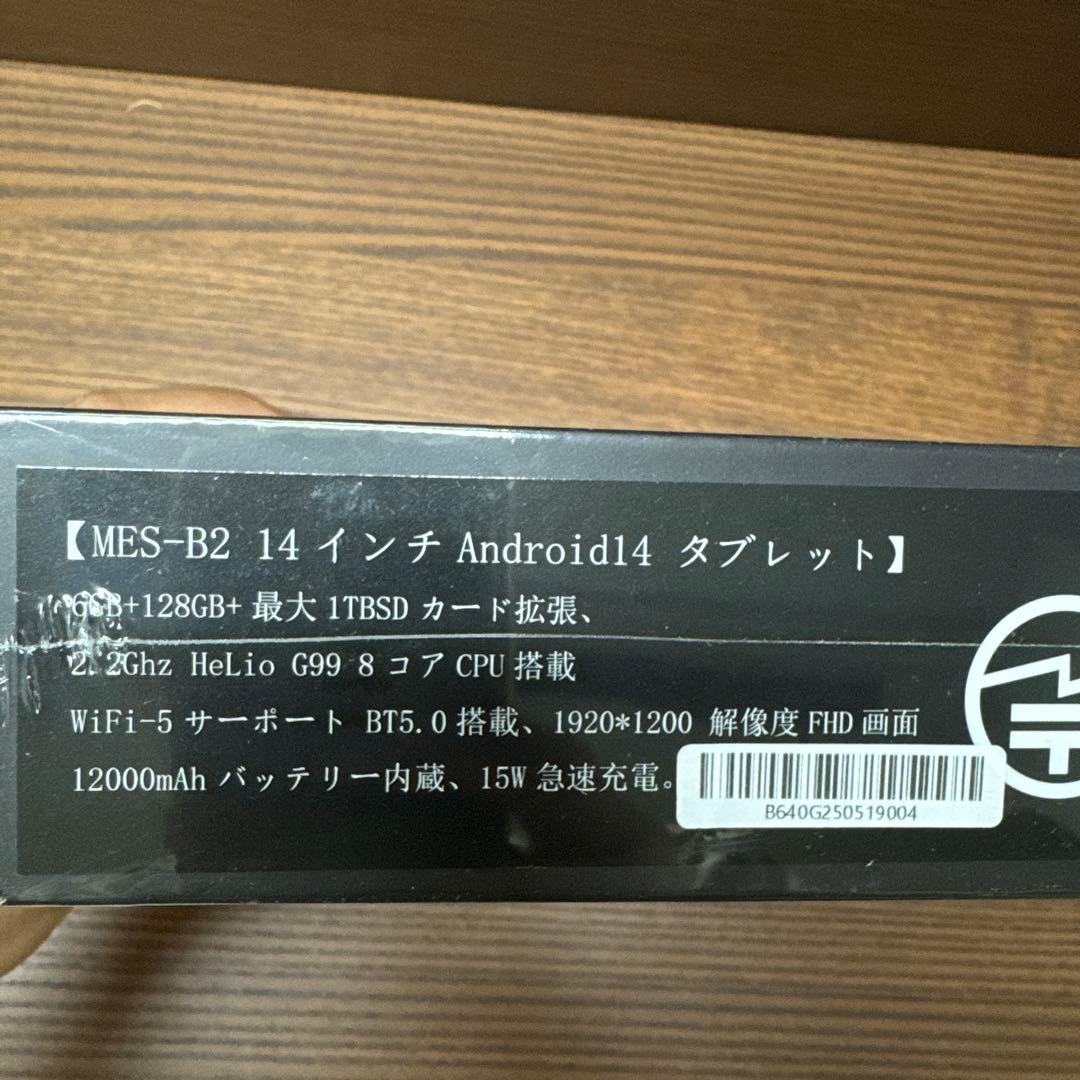 【MES-B2 14 インチ Android14 タブレット】
6GB+128GB+ 最大 1TBSD カード拡張、
2.2Ghz HeLio G99 8 コア CPU 搭載
WiFi-5 サーポート BT5.0 搭載、1920*1200 解像度 FHD 画面
12000mAh バッテリー内蔵、15W 急速充電。
B640G250519004